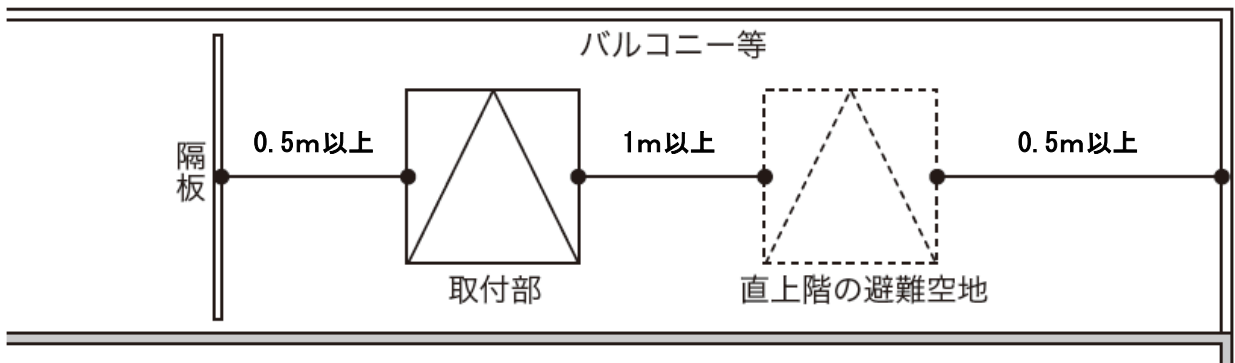 バルコニー等
隔板
0.5m以上
1m以上
0.5m以上
取付部
直上階の避難空地